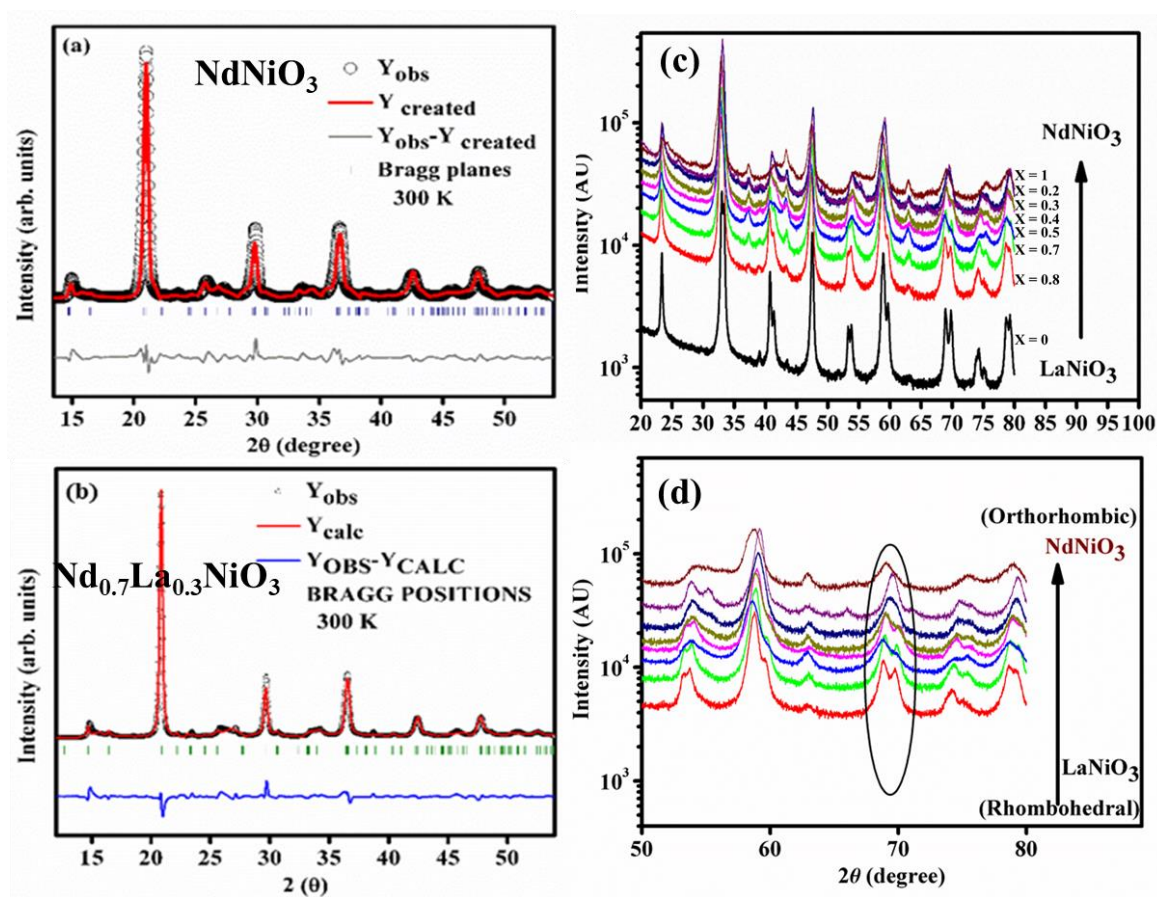 (a)
NdNiO3
Yobs
Y created
Yobs-Y created
Bragg planes
300 K
Intensity (arb. units)
15 20 25 30 35 40 45 50
2θ (degree)
(b)
Yobs
Ycalc
YOBS-YCALC
BRAGG POSITIONS
300 K
Nd0.7La0.3NiO3
Intensity (arb. units)
15 20 25 30 35 40 45 50
2 (θ)
(c)
NdNiO3
X = 1
X = 0.2
X = 0.3
X = 0.4
X = 0.5
X = 0.7
X = 0.8
X = 0
LaNiO3
Intensity (AU)
10^5
10^4
10^3
20 25 30 35 40 45 50 55 60 65 70 75 80 85 90 95 100
(d)
(Orthorhombic)
NdNiO3
LaNiO3
(Rhombohedral)
Intensity (AU)
10^5
10^4
10^3
50 60 70 80
2θ (degree)